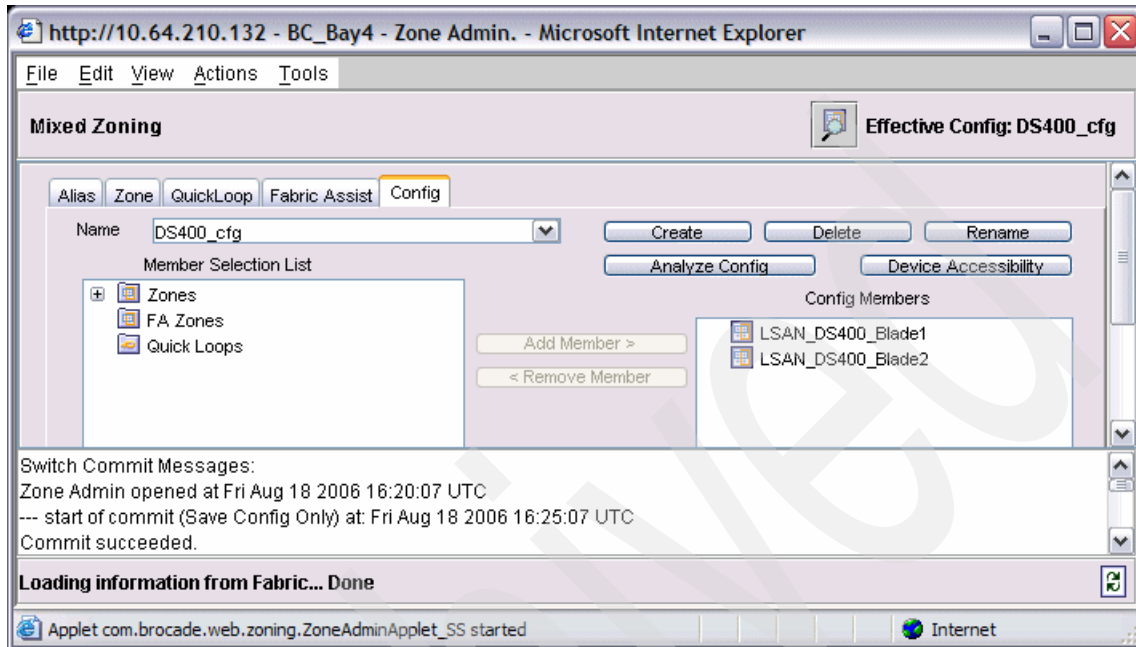 http://10.64.210.132 - BC_Bay4 - Zone Admin. - Microsoft Internet Explorer
File Edit View Actions Tools
Mixed Zoning
Effective Config: DS400_cfg
Alias Zone QuickLoop Fabric Assist Config
Name DS400_cfg Create Delete Rename
Member Selection List Analyze Config Device Accessibility
Zones
FA Zones
Quick Loops
Config Members
LSAN_DS400_Blade1
LSAN_DS400_Blade2
Add Member >
< Remove Member
Switch Commit Messages:
Zone Admin opened at Fri Aug 18 2006 16:20:07 UTC
--- start of commit (Save Config Only) at: Fri Aug 18 2006 16:25:07 UTC
Commit succeeded.
Loading information from Fabric... Done
Applet com.brocade.web.zoning.ZoneAdminApplet_SS started
Internet